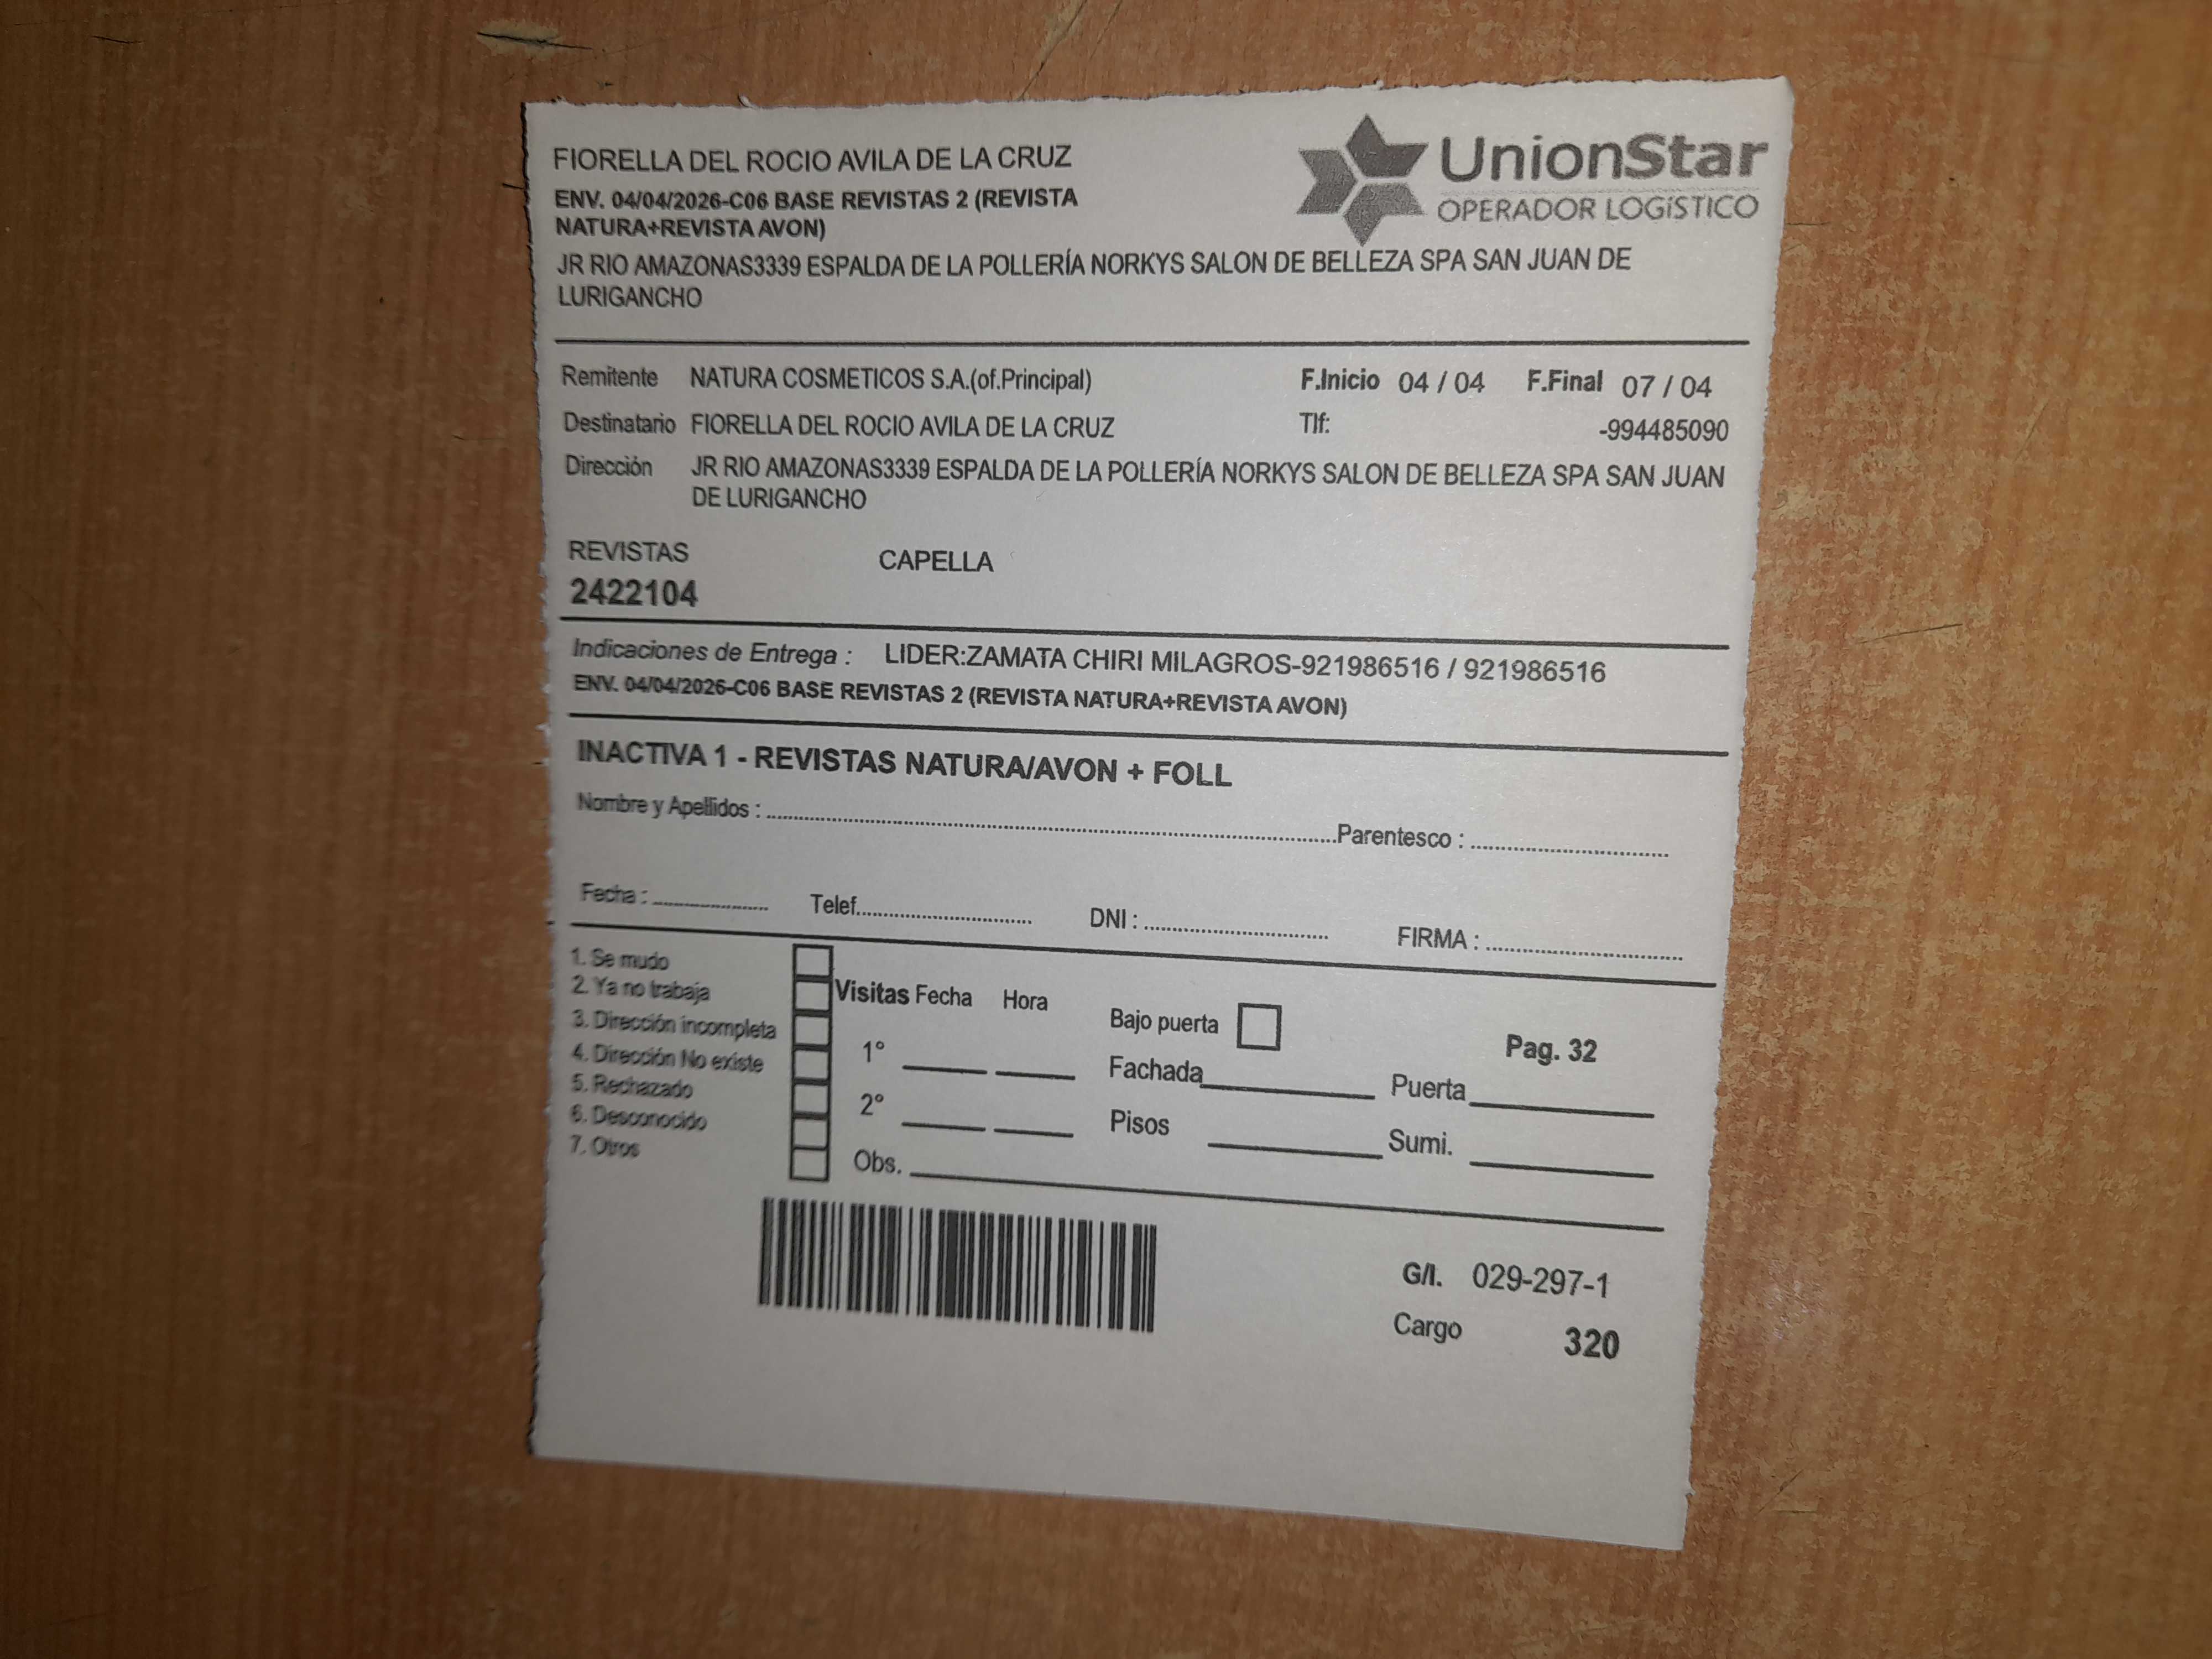 FIORELLA DEL ROCIO AVILA DE LA CRUZ
ENV. 04/04/2026-C06 BASE REVISTAS 2 (REVISTA
NATURA+REVISTA AVON)
UnionStar
OPERADOR LOGíSTICO
JR RIO AMAZONAS3339 ESPALDA DE LA POLLERÍA NORKYS SALON DE BELLEZA SPA SAN JUAN DE
LURIGANCHO
Remitente NATURA COSMETICOS S.A.(of.Principal) F.Inicio 04 / 04 F.Final 07 / 04
Destinatario FIORELLA DEL ROCIO AVILA DE LA CRUZ Tlf: -994485090
Dirección JR RIO AMAZONAS3339 ESPALDA DE LA POLLERÍA NORKYS SALON DE BELLEZA SPA SAN JUAN
DE LURIGANCHO
REVISTAS CAPELLA
2422104
Indicaciones de Entrega : LIDER:ZAMATA CHIRI MILAGROS-921986516 / 921986516
ENV. 04/04/2026-C06 BASE REVISTAS 2 (REVISTA NATURA+REVISTA AVON)
INACTIVA 1 - REVISTAS NATURA/AVON + FOLL
Nombre y Apellidos : Parentesco :
Fecha : Telef. DNI : FIRMA :
1. Se mudo
2. Ya no trabaja
3. Dirección incompleta
4. Dirección No existe
5. Rechazado
6. Desconocido
7. Otros
Visitas Fecha Hora
1°
2°
Obs.
Bajo puerta
Pag. 32
Fachada Puerta
Pisos Sumi.
G/I. 029-297-1
Cargo 320